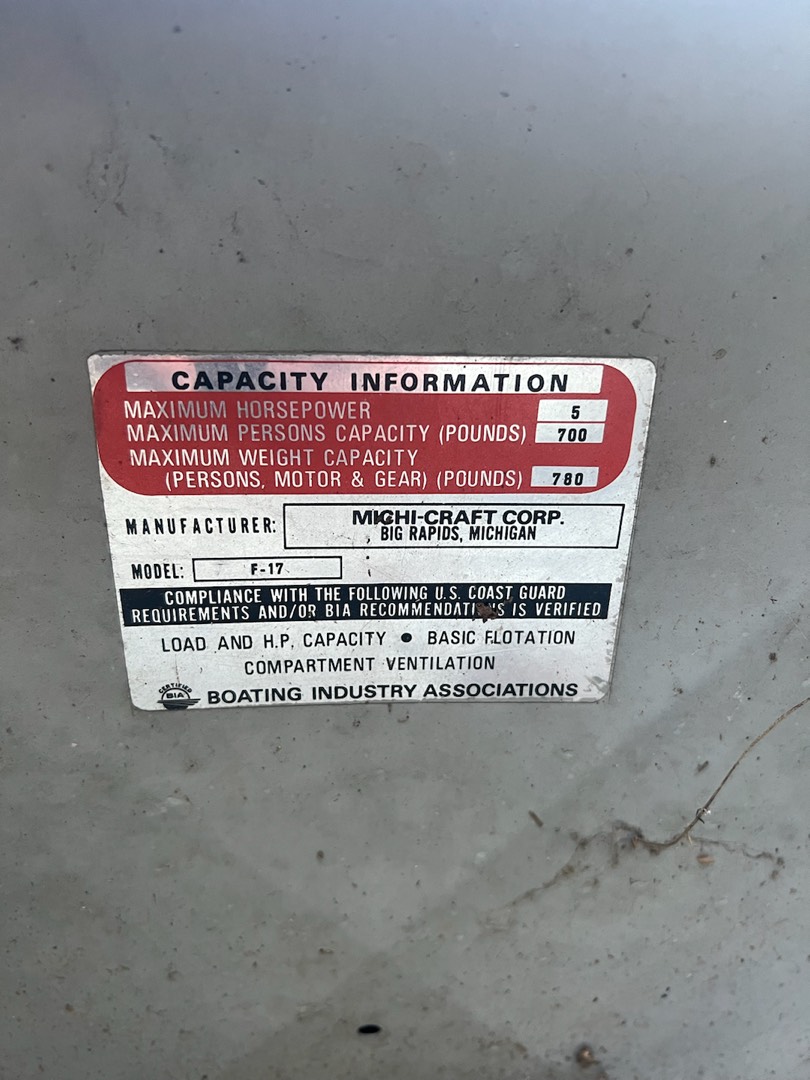 CAPACITY INFORMATION
MAXIMUM HORSEPOWER 5
MAXIMUM PERSONS CAPACITY (POUNDS) 700
MAXIMUM WEIGHT CAPACITY
(PERSONS, MOTOR & GEAR) (POUNDS) 780
MANUFACTURER: MICHI-CRAFT CORP.
BIG RAPIDS, MICHIGAN
MODEL: F-17
COMPLIANCE WITH THE FOLLOWING U.S. COAST GUARD
REQUIREMENTS AND/OR BIA RECOMMENDATIONS IS VERIFIED
LOAD AND H.P. CAPACITY • BASIC FLOTATION
COMPARTMENT VENTILATION
CERTIFIED
BIA
BOATING INDUSTRY ASSOCIATIONS